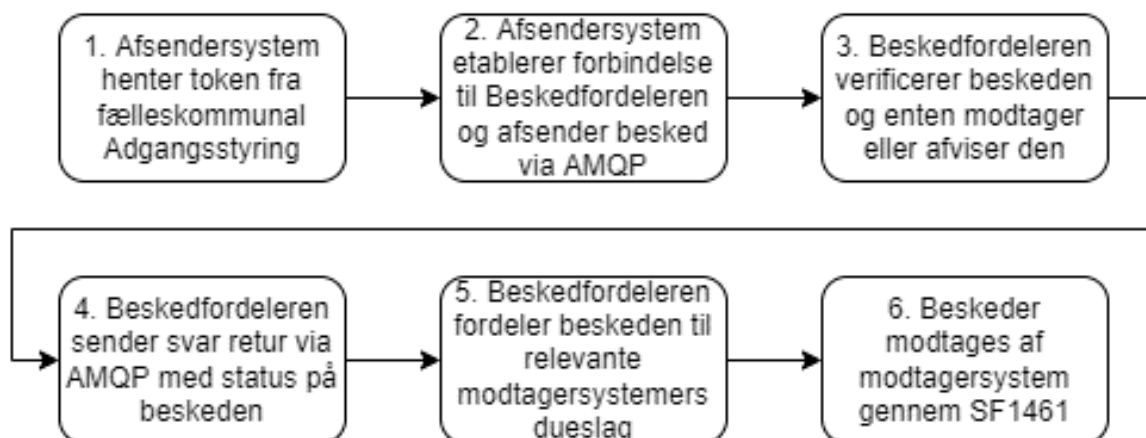 1. Afsendersystem
henter token fra
fælleskommunal
Adgangsstyring
2. Afsendersystem
etablerer forbindelse
til Beskedfordeleren
og afsender besked
via AMQP
3. Beskedfordeleren
verificerer beskeden
og enten modtager
eller afviser den
4. Beskedfordeleren
sender svar retur via
AMQP med status på
beskeden
5. Beskedfordeleren
fordeler beskeden til
relevante
modtagersystemers
dueslag
6. Beskeder
modtages af
modtagersystem
gennem SF1461